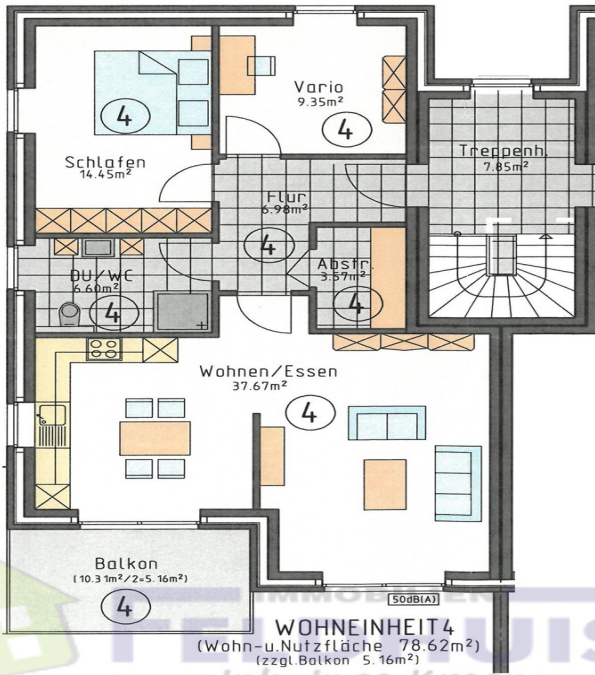 Vario
9.35m²
4
4
Schlafen
14.45m²
Treppenh.
7.85m²
Flur
6.98m²
4
Abstr.
3.57m²
4
DU/WC
6.60m²
4
Wohnen/Essen
37.67m²
4
Balkon
(10.31m²/2=5.16m²)
4
50dB(A)
IMMOBILIEN
WOHNEINHEIT4
(Wohn-u.Nutzfläche 78.62m²)
(zzgl.Balkon 5.16m²)